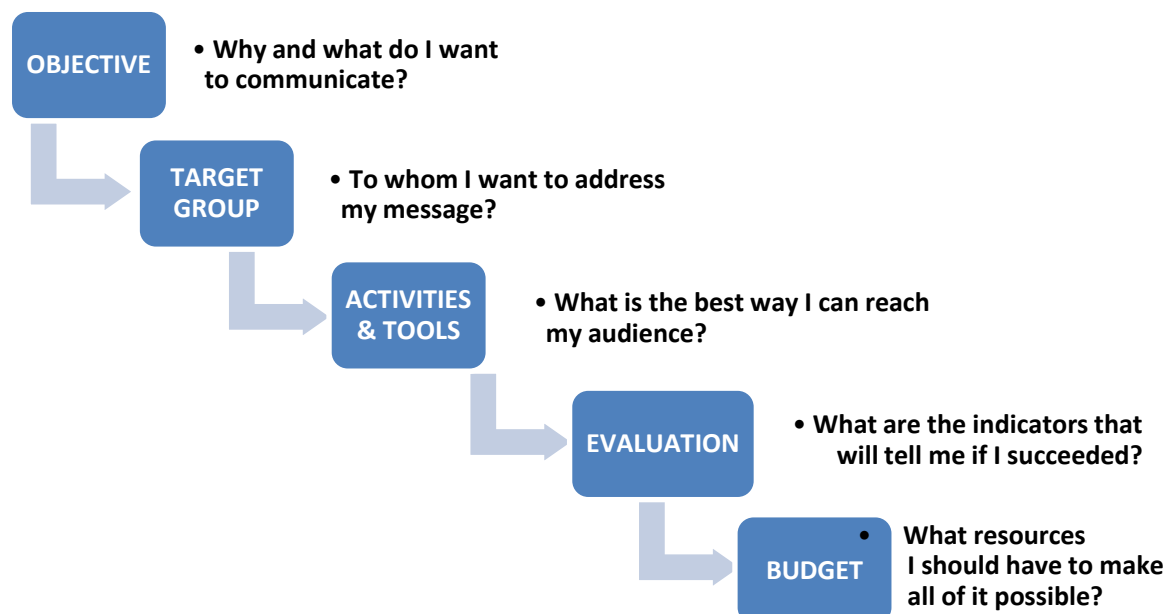 OBJECTIVE
• Why and what do I want
to communicate?
TARGET
GROUP
• To whom I want to address
my message?
ACTIVITIES
& TOOLS
• What is the best way I can reach
my audience?
EVALUATION
• What are the indicators that
will tell me if I succeeded?
BUDGET
• What resources
I should have to make
all of it possible?